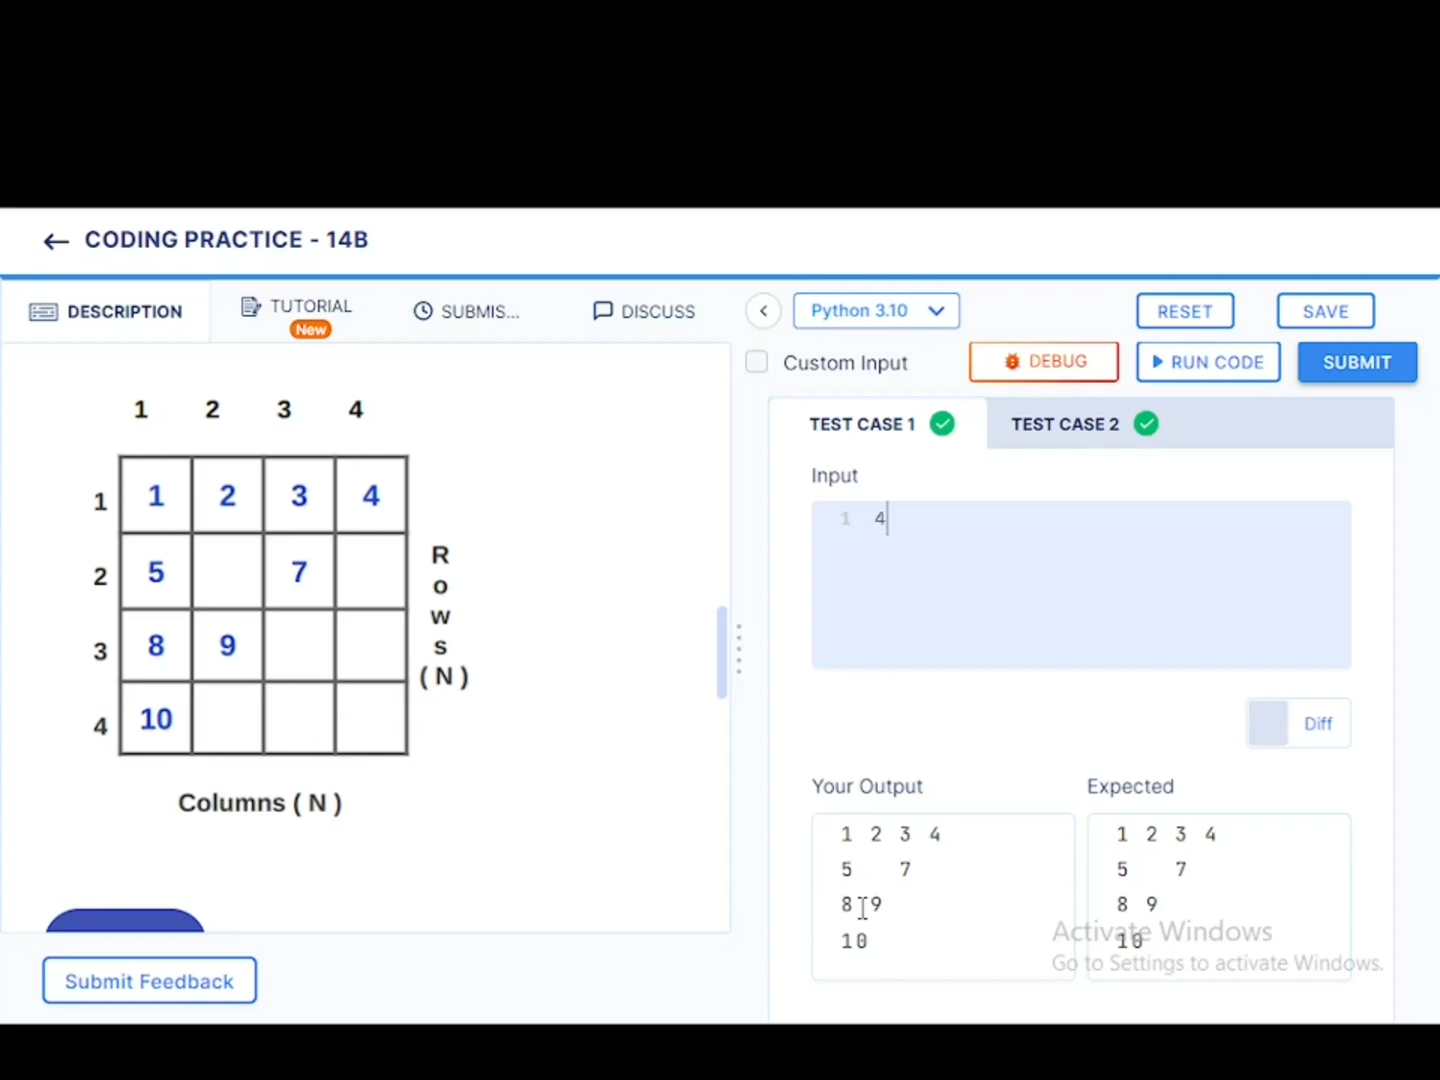 CODING PRACTICE - 14B
DESCRIPTION
TUTORIAL
New
SUBMIS...
DISCUSS
Python 3.10
RESET
SAVE
Custom Input
DEBUG
RUN CODE
SUBMIT
1 2 3 4
1 1 2 3 4
2 5 7
3 8 9
4 10
R
o
w
s
( N )
Columns ( N )
Submit Feedback
TEST CASE 1
TEST CASE 2
Input
1 4
Diff
Your Output
1 2 3 4
5 7
8 9
10
Expected
1 2 3 4
5 7
8 9
10
Activate Windows
Go to Settings to activate Windows.